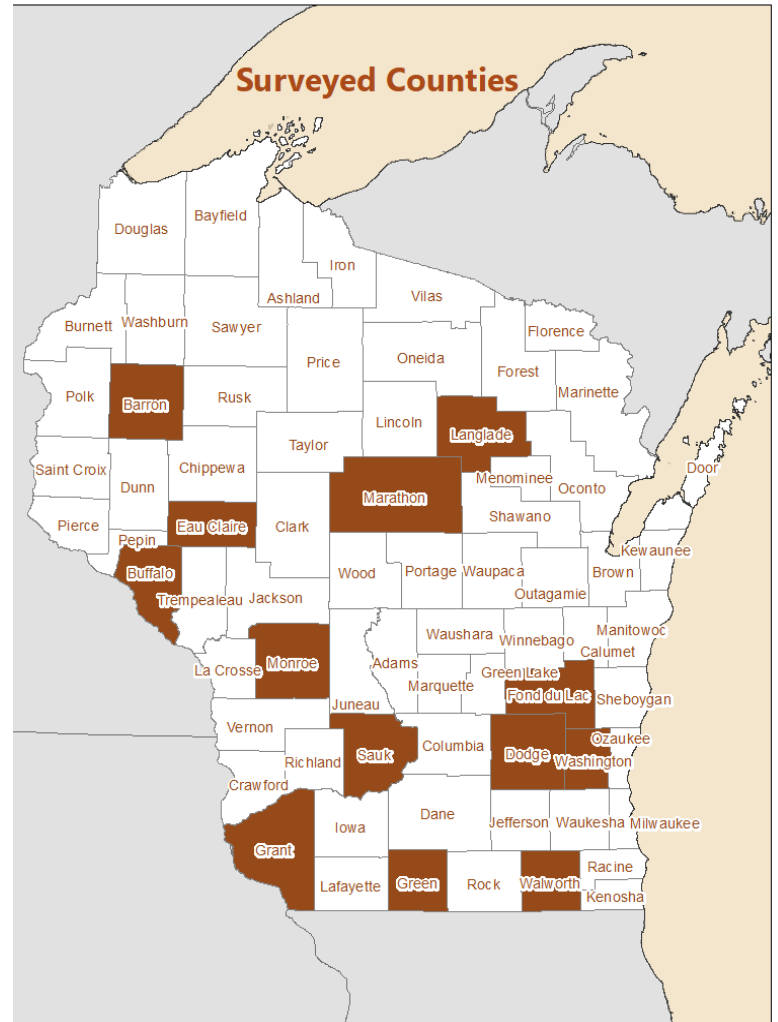 Surveyed Counties
Douglas
Bayfield
Iron
Ashland
Vilas
Burnett
Washburn
Sawyer
Florence
Price
Oneida
Forest
Marinette
Polk
Barron
Rusk
Lincoln
Langlade
Taylor
Saint Croix
Chippewa
Door
Dunn
Marathon
Menominee
Oconto
Pierce
Eau Claire
Clark
Shawano
Pepin
Kewaunee
Buffalo
Wood
Portage
Waupaca
Brown
Trempealeau
Jackson
Outagamie
Waushara
Winnebago
Manitowoc
Calumet
La Crosse
Monroe
Adams
Green Lake
Marquette
Fond du Lac
Sheboygan
Juneau
Vernon
Columbia
Ozaukee
Richland
Sauk
Dodge
Washington
Crawford
Dane
Iowa
Jefferson
Waukesha
Milwaukee
Grant
Racine
Lafayette
Green
Rock
Walworth
Kenosha